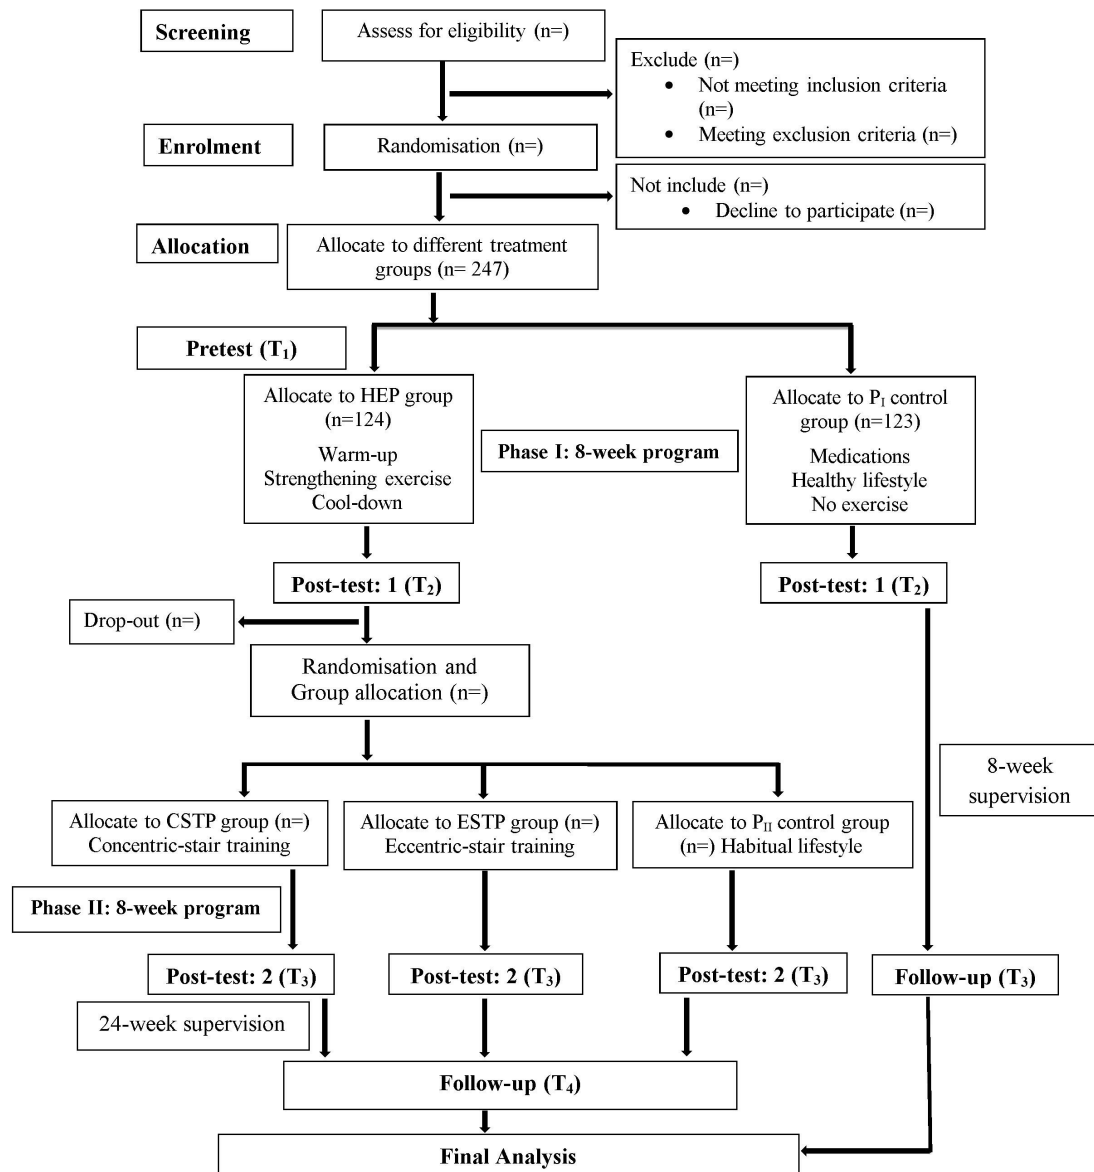 Screening
Assess for eligibility (n=)
Exclude (n=)
• Not meeting inclusion criteria
(n=)
• Meeting exclusion criteria (n=)
Enrolment
Randomisation (n=)
Not include (n=)
• Decline to participate (n=)
Allocation
Allocate to different treatment
groups (n= 247)
Pretest (T₁)
Allocate to HEP group
(n=124)
Warm-up
Strengthening exercise
Cool-down
Phase I: 8-week program
Allocate to P_I control
group (n=123)
Medications
Healthy lifestyle
No exercise
Post-test: 1 (T₂)
Post-test: 1 (T₂)
Drop-out (n=)
Randomisation and
Group allocation (n=)
8-week
supervision
Allocate to CSTP group (n=)
Concentric-stair training
Allocate to ESTP group (n=)
Eccentric-stair training
Allocate to P_II control group
(n=) Habitual lifestyle
Phase II: 8-week program
Post-test: 2 (T₃)
Post-test: 2 (T₃)
Post-test: 2 (T₃)
Follow-up (T₃)
24-week supervision
Follow-up (T₄)
Final Analysis